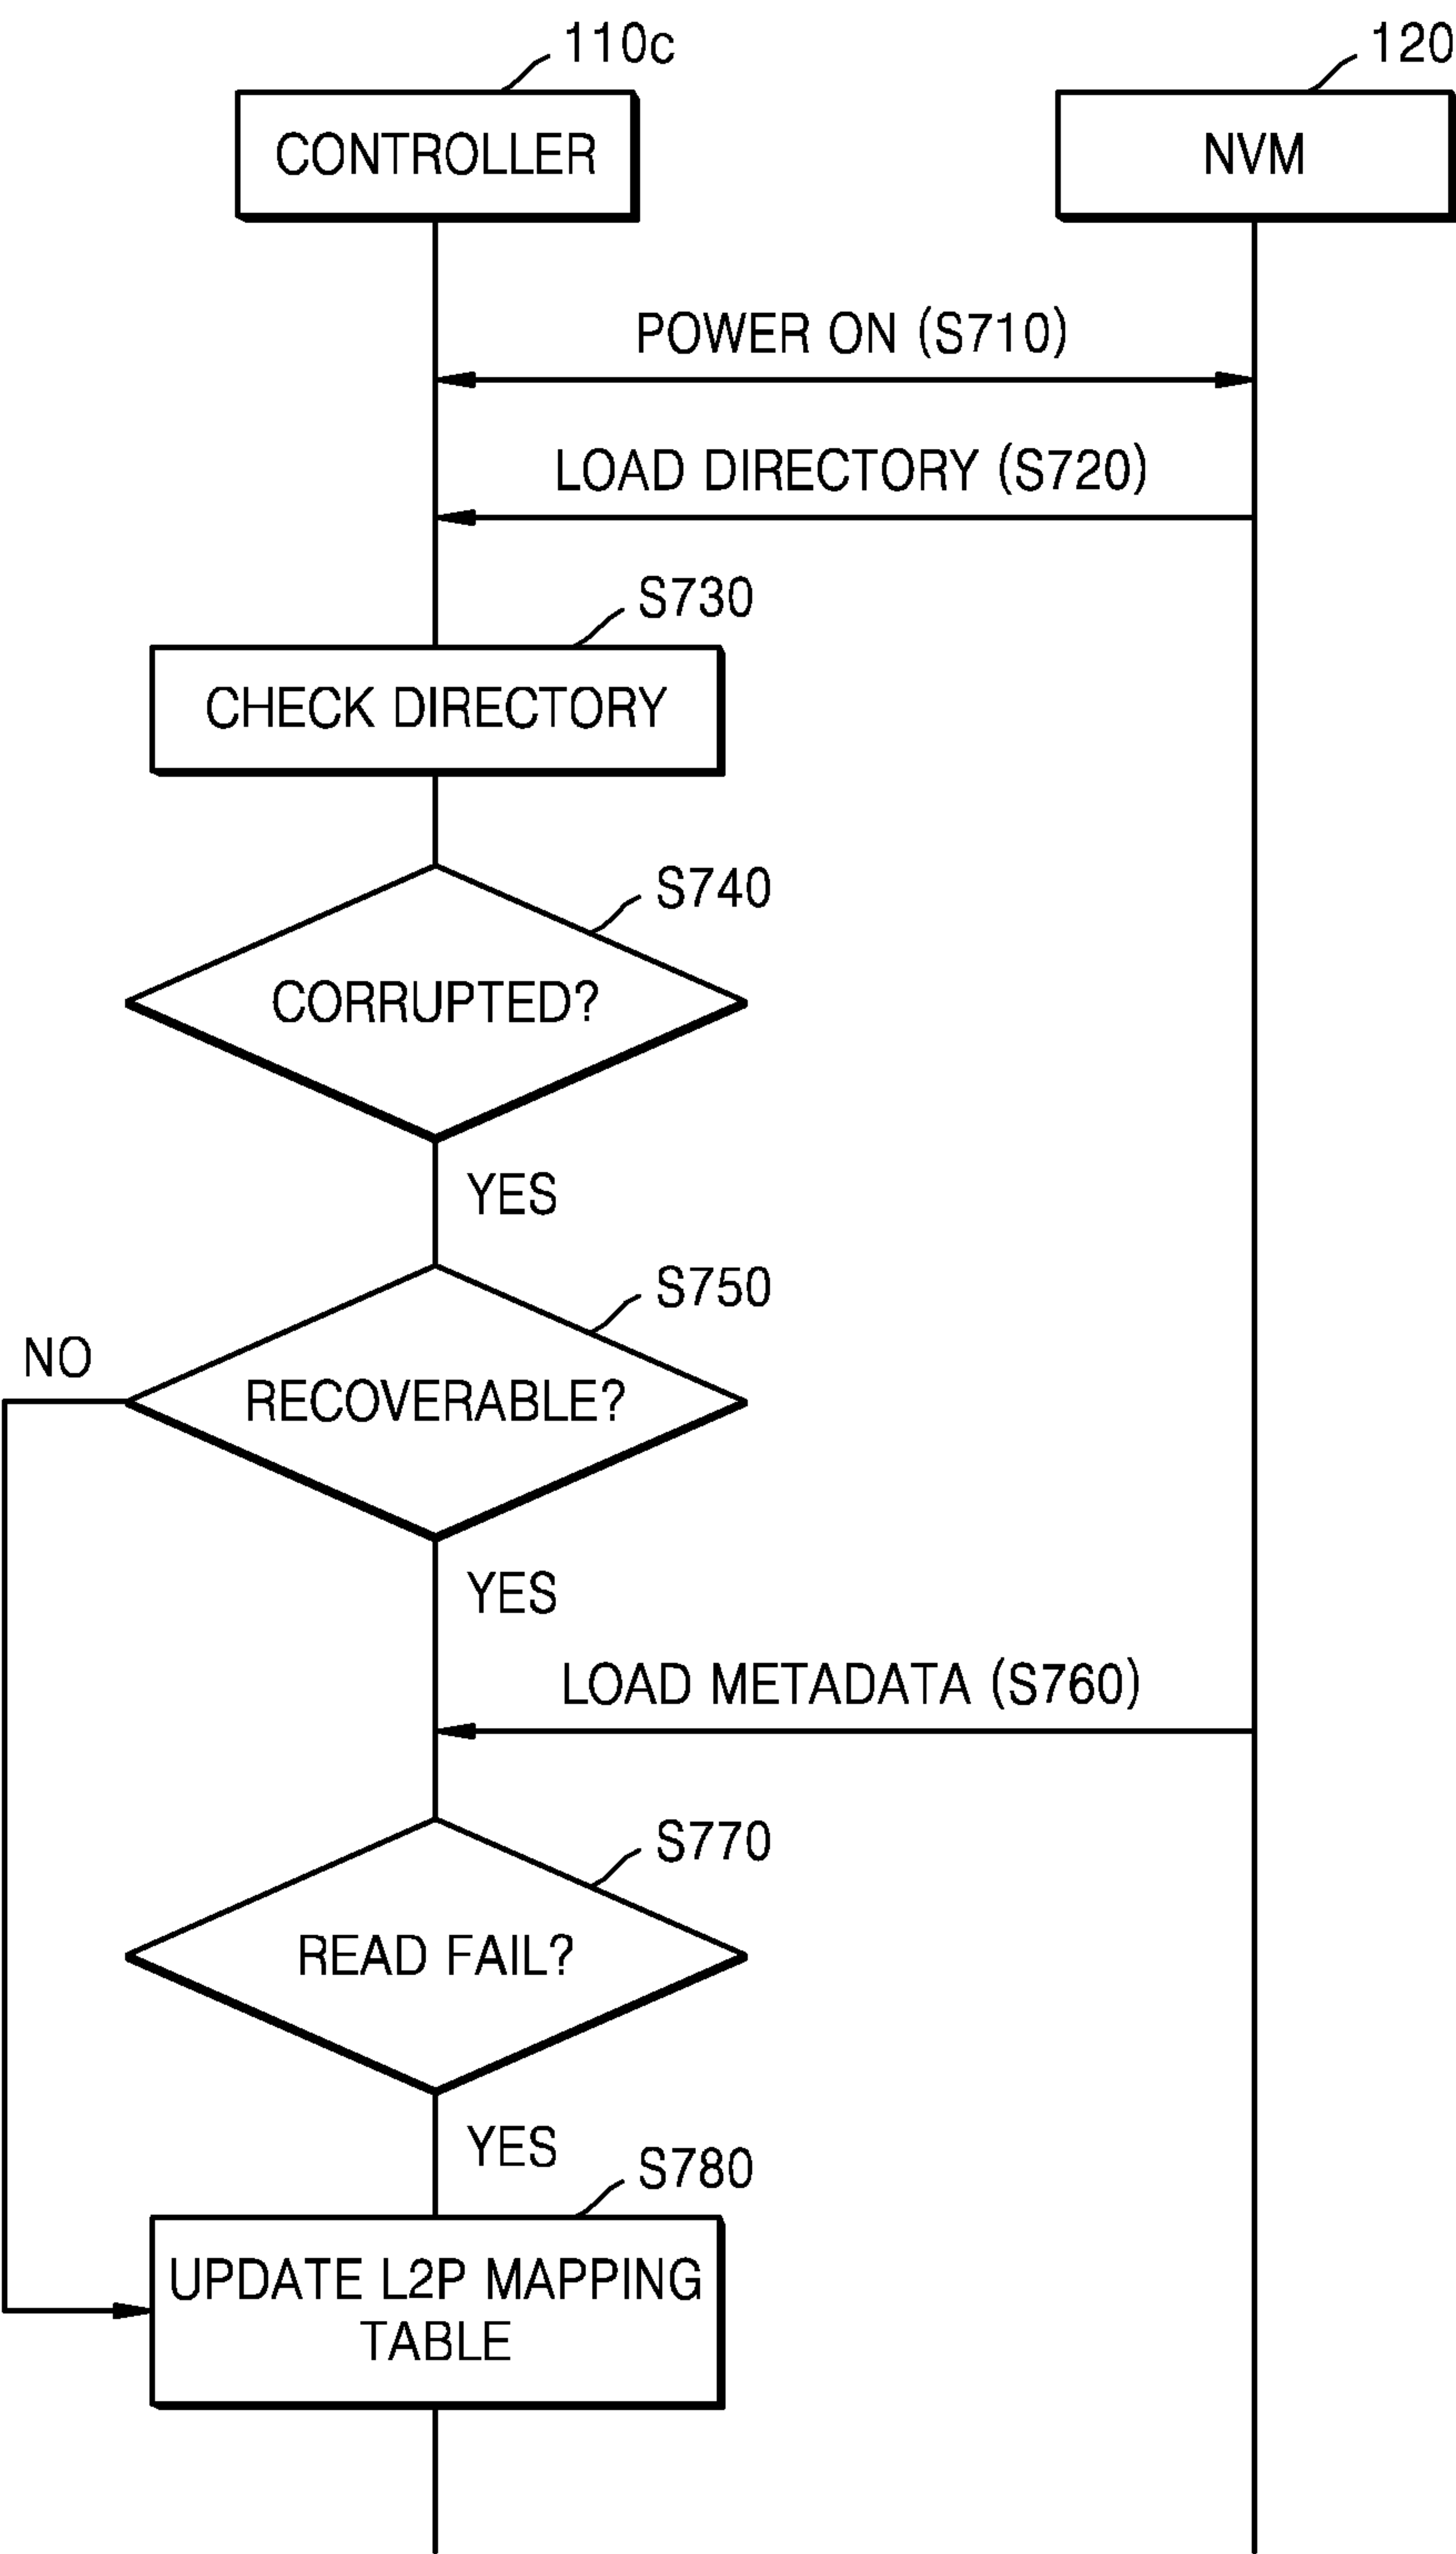 110c
120
CONTROLLER
NVM
POWER ON (S710)
LOAD DIRECTORY (S720)
S730
CHECK DIRECTORY
S740
CORRUPTED?
YES
S750
NO
RECOVERABLE?
YES
LOAD METADATA (S760)
S770
READ FAIL?
YES
S780
UPDATE L2P MAPPING
TABLE